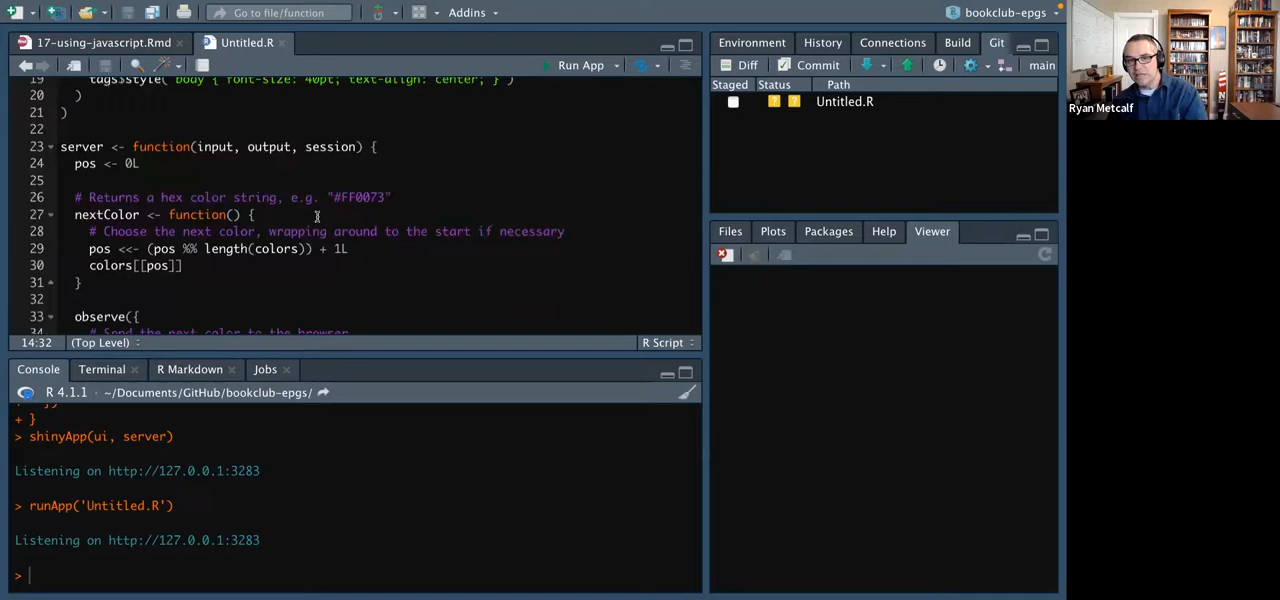 Go to file/function
Addins
bookclub-epgs
17-using-javascript.Rmd
Untitled.R
Run App
19 tags$style("body { font-size: 40pt; text-align: center; }")
20 )
21 )
22
23 server <- function(input, output, session) {
24 pos <- 0L
25
26 # Returns a hex color string, e.g. "#FF0073"
27 nextColor <- function() {
28 # Choose the next color, wrapping around to the start if necessary
29 pos <<- (pos %% length(colors)) + 1L
30 colors[[pos]]
31 }
32
33 observe({
34 # Send the next color to the browser
14:32 (Top Level) R Script
Console Terminal R Markdown Jobs
R 4.1.1 · ~/Documents/GitHub/bookclub-epgs/
+ }
> shinyApp(ui, server)
Listening on http://127.0.0.1:3283
> runApp('Untitled.R')
Listening on http://127.0.0.1:3283
>
Environment History Connections Build Git
Diff Commit main
Staged Status Path
? ? Untitled.R
Files Plots Packages Help Viewer
Ryan Metcalf